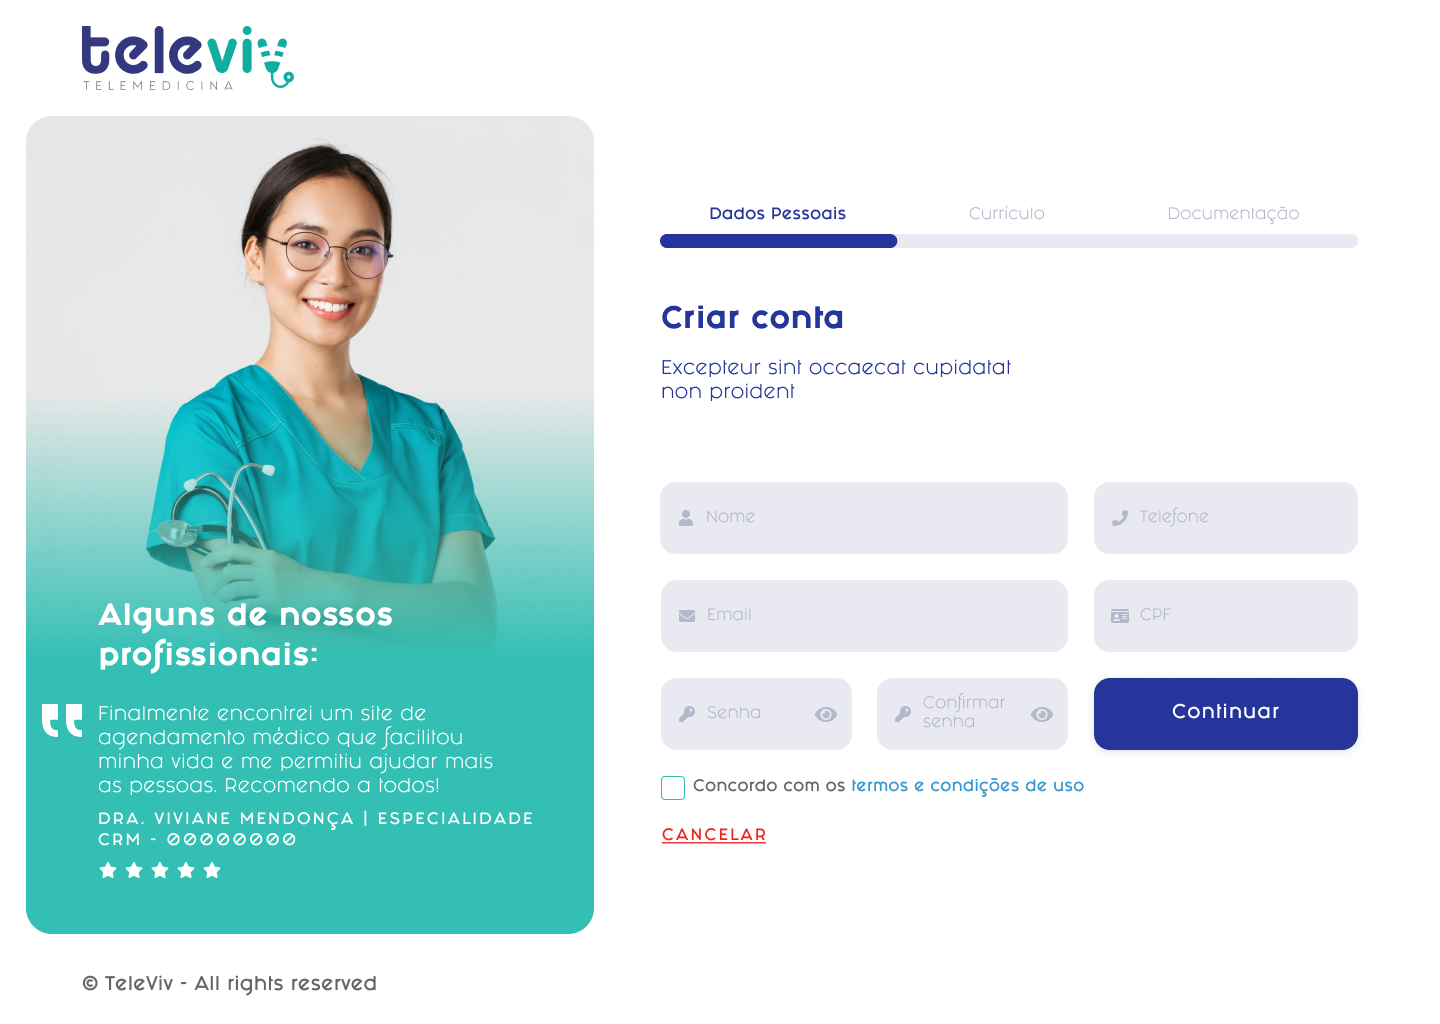 televiv
TELEMEDICINA
Alguns de nossos
profissionais:
Finalmente encontrei um site de
agendamento médico que facilitou
minha vida e me permitiu ajudar mais
as pessoas. Recomendo a todos!
DRA. VIVIANE MENDONÇA | ESPECIALIDADE
CRM - 00000000
© TeleViv - All rights reserved
Dados Pessoais
Currículo
Documentação
Criar conta
Excepteur sint occaecat cupidatat
non proident
Nome
Telefone
Email
CPF
Senha
Confirmar
senha
Continuar
Concordo com os termos e condições de uso
CANCELAR